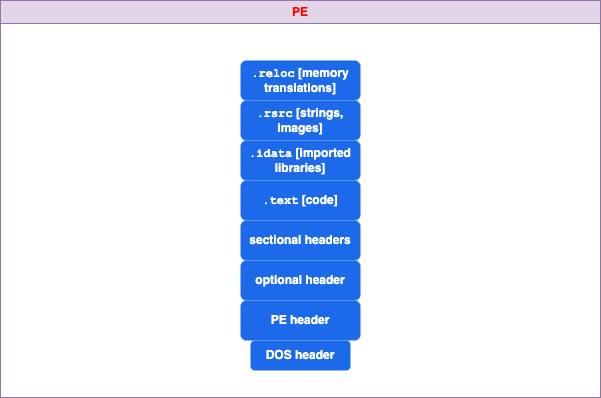 PE
.reloc [memory
translations]
.rsrc [strings,
images]
.idata [imported
libraries]
.text [code]
sectional headers
optional header
PE header
DOS header